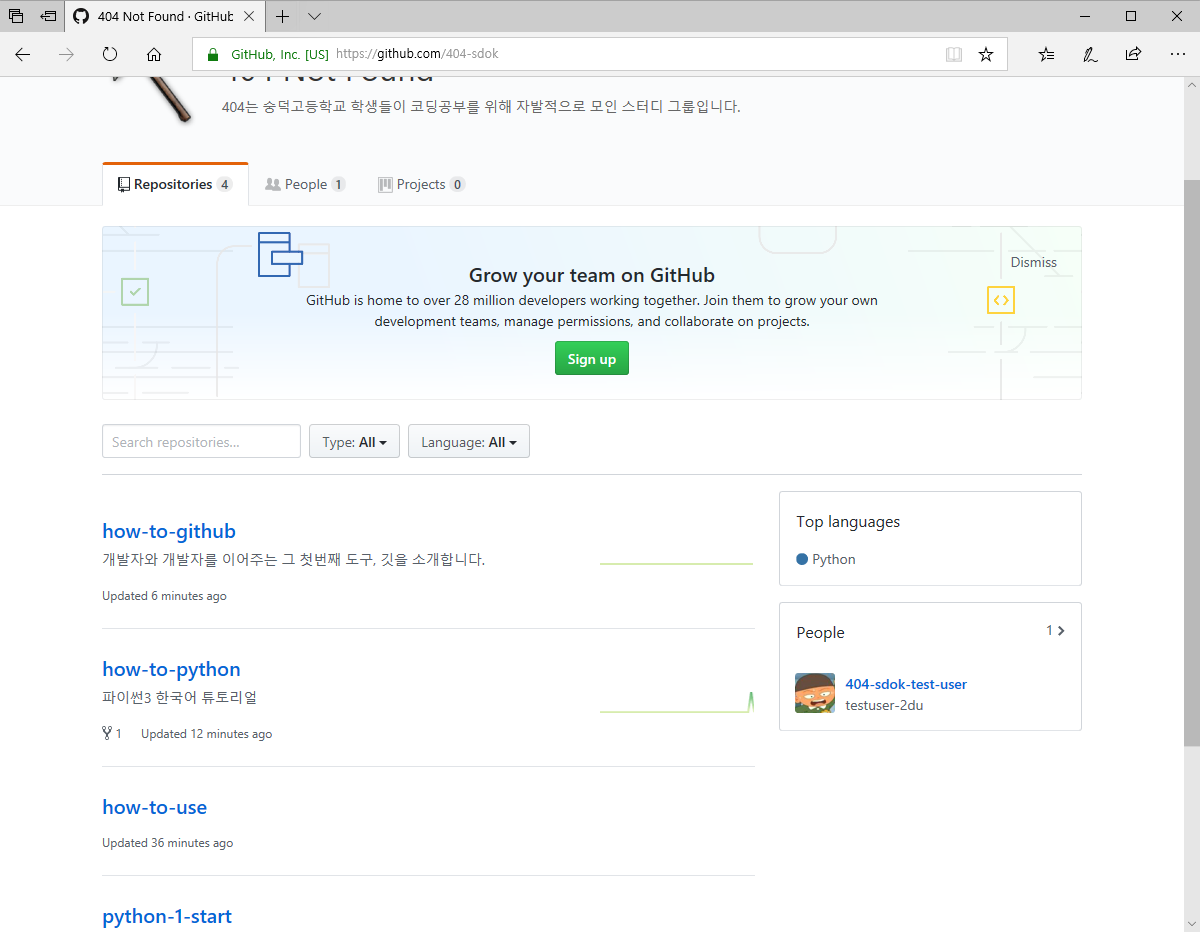 404 Not Found · GitHub
GitHub, Inc. [US] https://github.com/404-sdok
404 Not Found
404는 숭덕고등학교 학생들이 코딩공부를 위해 자발적으로 모인 스터디 그룹입니다.
Repositories 4 People 1 Projects 0
Dismiss
Grow your team on GitHub
GitHub is home to over 28 million developers working together. Join them to grow your own
development teams, manage permissions, and collaborate on projects.
Sign up
Search repositories... Type: All Language: All
how-to-github
개발자와 개발자를 이어주는 그 첫번째 도구, 깃을 소개합니다.
Updated 6 minutes ago
how-to-python
파이썬3 한국어 튜토리얼
1 Updated 12 minutes ago
how-to-use
Updated 36 minutes ago
python-1-start
Top languages
Python
People 1
404-sdok-test-user
testuser-2du